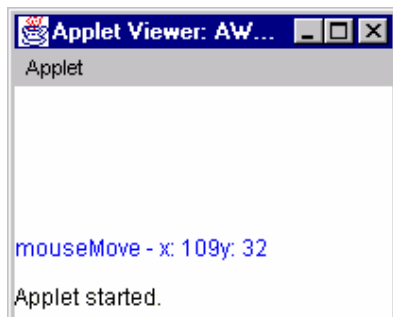 Applet Viewer: AW...
Applet
mouseMove - x: 109y: 32
Applet started.